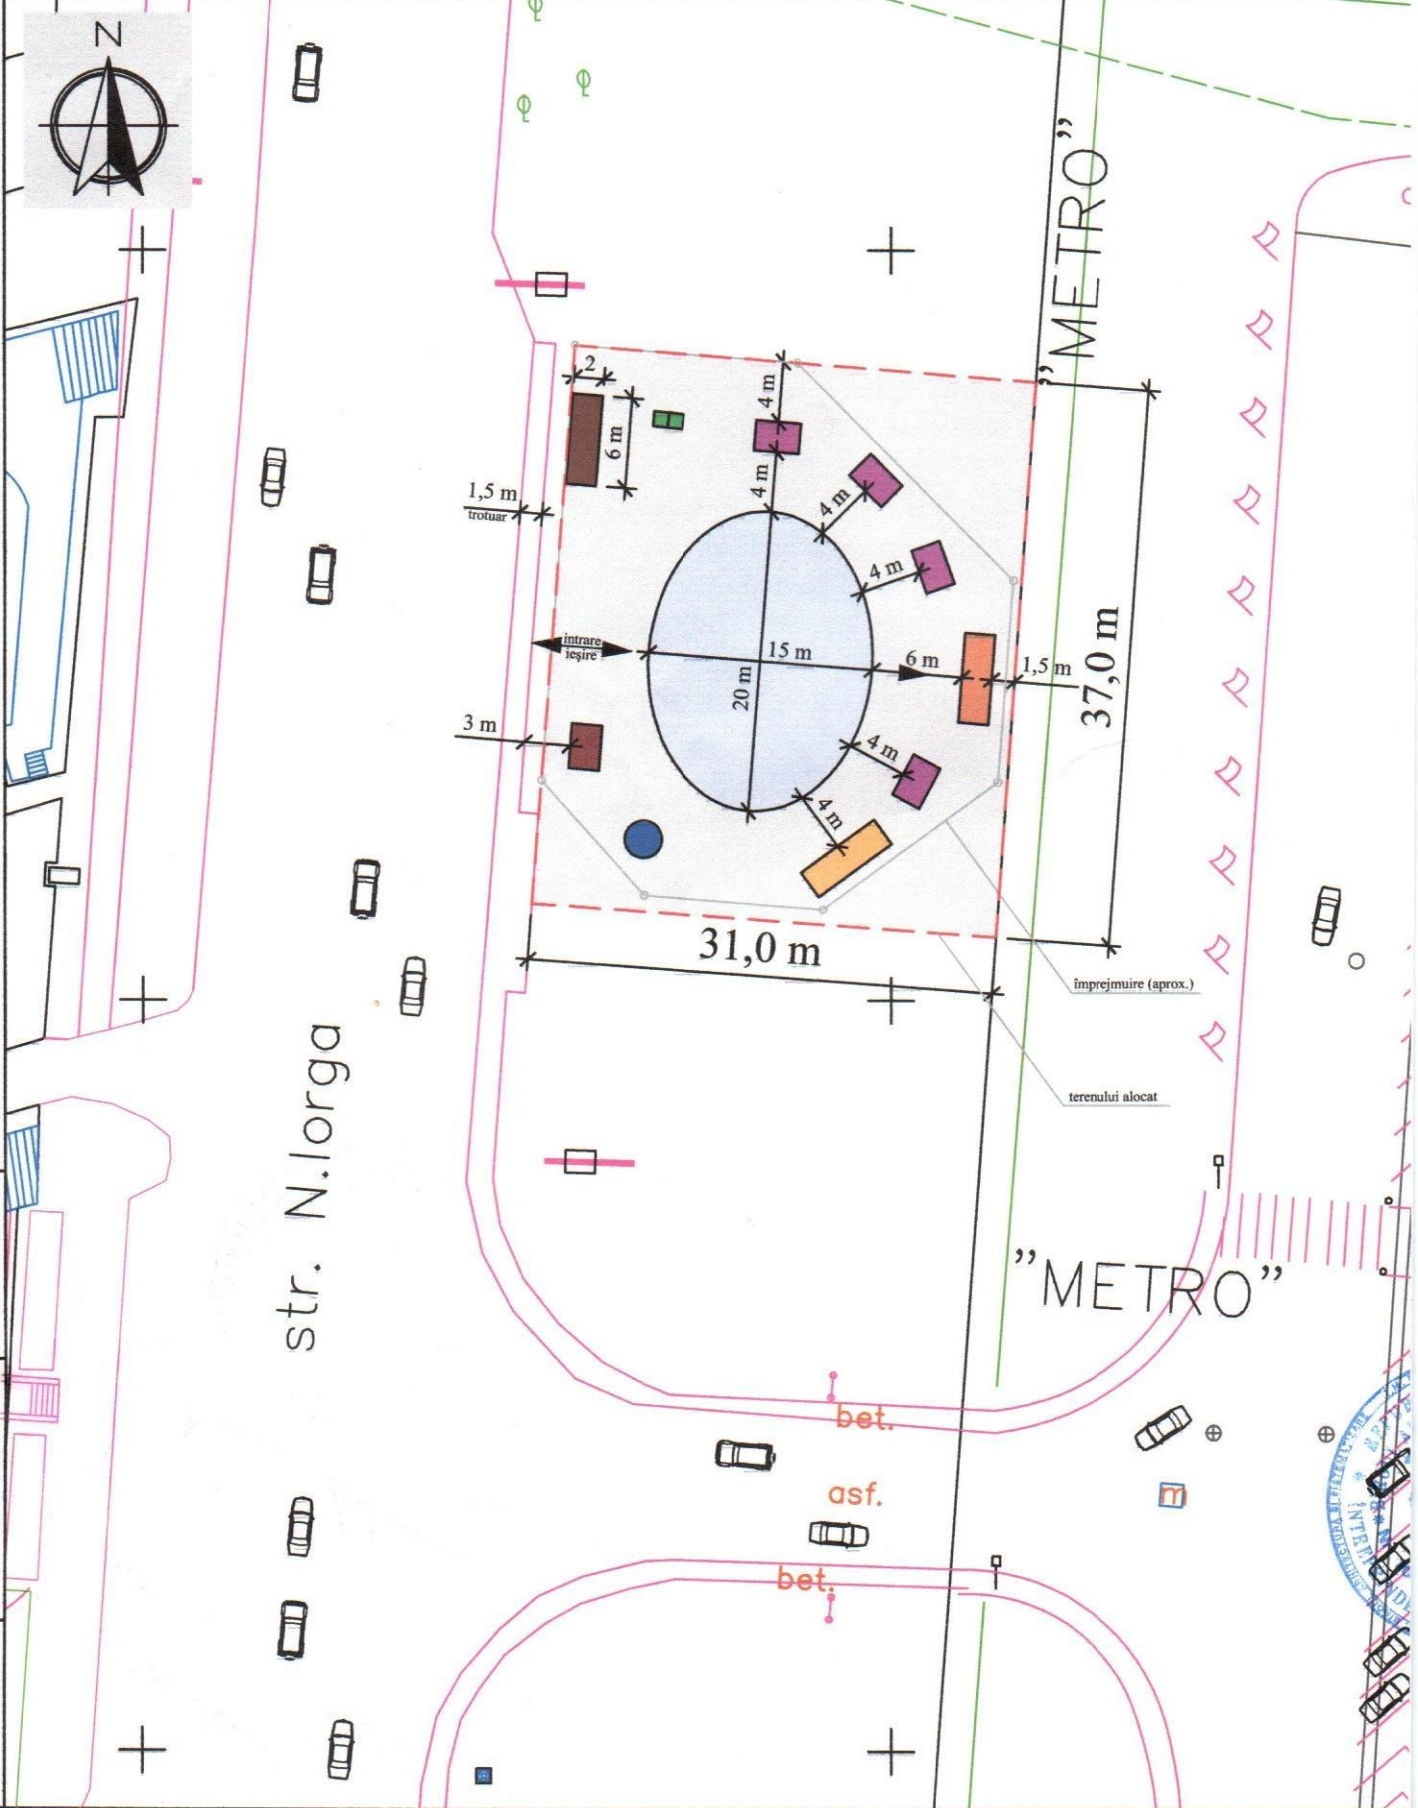 N
"METRO"
2
4 m
6 m
4 m
4 m
1,5 m
trotuar
4 m
intrare
ieşire
15 m
6 m
1,5 m
20 m
37,0 m
3 m
4 m
4 m
31,0 m
împrejmuire (aprox.)
terenului alocat
str. N.Iorga
"METRO"
bet.
asf.
m
bet.